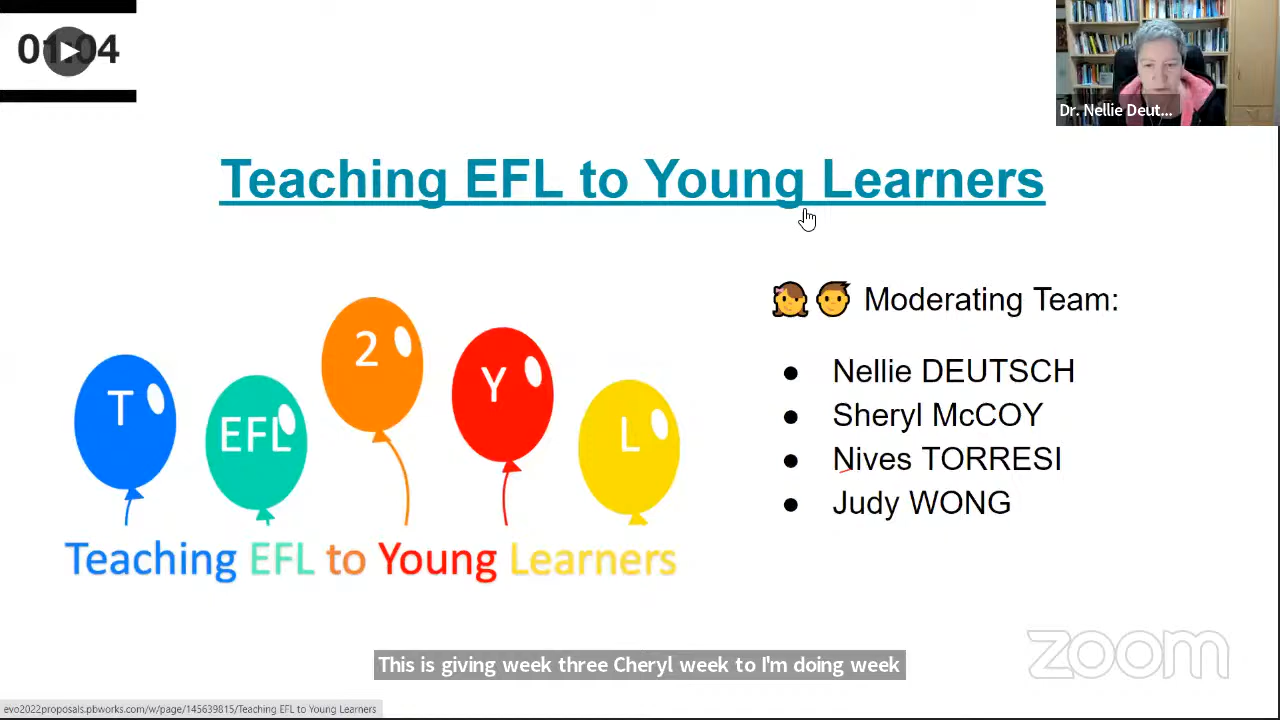 01:04
Dr. Nellie Deut...
Teaching EFL to Young Learners
👧👦 Moderating Team:
● Nellie DEUTSCH
● Sheryl McCOY
● Nives TORRESI
● Judy WONG
T EFL 2 Y L
Teaching EFL to Young Learners
This is giving week three Cheryl week to I'm doing week
zoom
evo2022proposals.pbworks.com/w/page/145639815/Teaching EFL to Young Learners